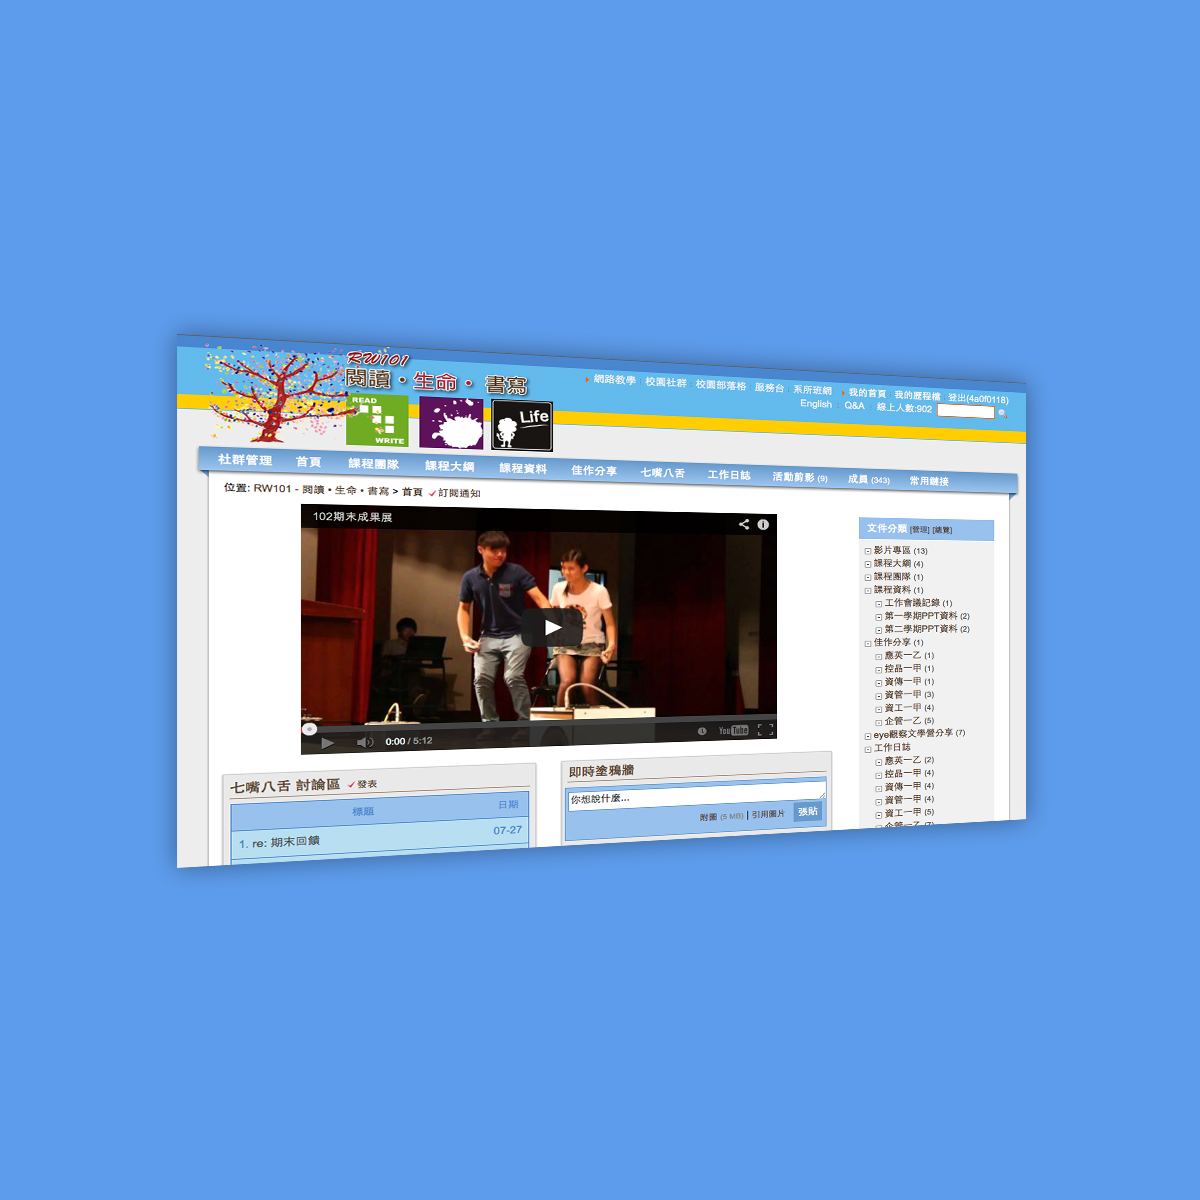 RW101
閱讀・生命・書寫
READ
WRITE
Life
網路教學 校園社群 校園部落格 服務台 系所班網 我的首頁 我的歷程檔 登出(4a0f0118)
English Q&A 線上人數:902
社群管理 首頁 課程團隊 課程大綱 課程資料 佳作分享 七嘴八舌 工作日誌 活動剪影 (9) 成員 (343) 常用鏈接
位置: RW101 - 閱讀・生命・書寫 > 首頁 訂閱通知
102期末成果展
0:00 / 5:12
YouTube
文件分類 [管理] [總覽]
影片專區 (13)
課程大綱 (4)
課程團隊 (1)
課程資料 (1)
工作會議記錄 (1)
第一學期PPT資料 (2)
第二學期PPT資料 (2)
佳作分享 (1)
應英一乙 (1)
控晶一甲 (1)
資傳一甲 (1)
資管一甲 (3)
資工一甲 (4)
企管一乙 (5)
eye觀察文學營分享 (7)
工作日誌
應英一乙 (2)
控晶一甲 (4)
資傳一甲 (4)
資管一甲 (4)
資工一甲 (5)
企管一乙 (7)
七嘴八舌 討論區 發表
標題 日期
1. re: 期末回饋 07-27
即時塗鴉牆
你想說什麼...
附圖 (5 MB) | 引用圖片 張貼